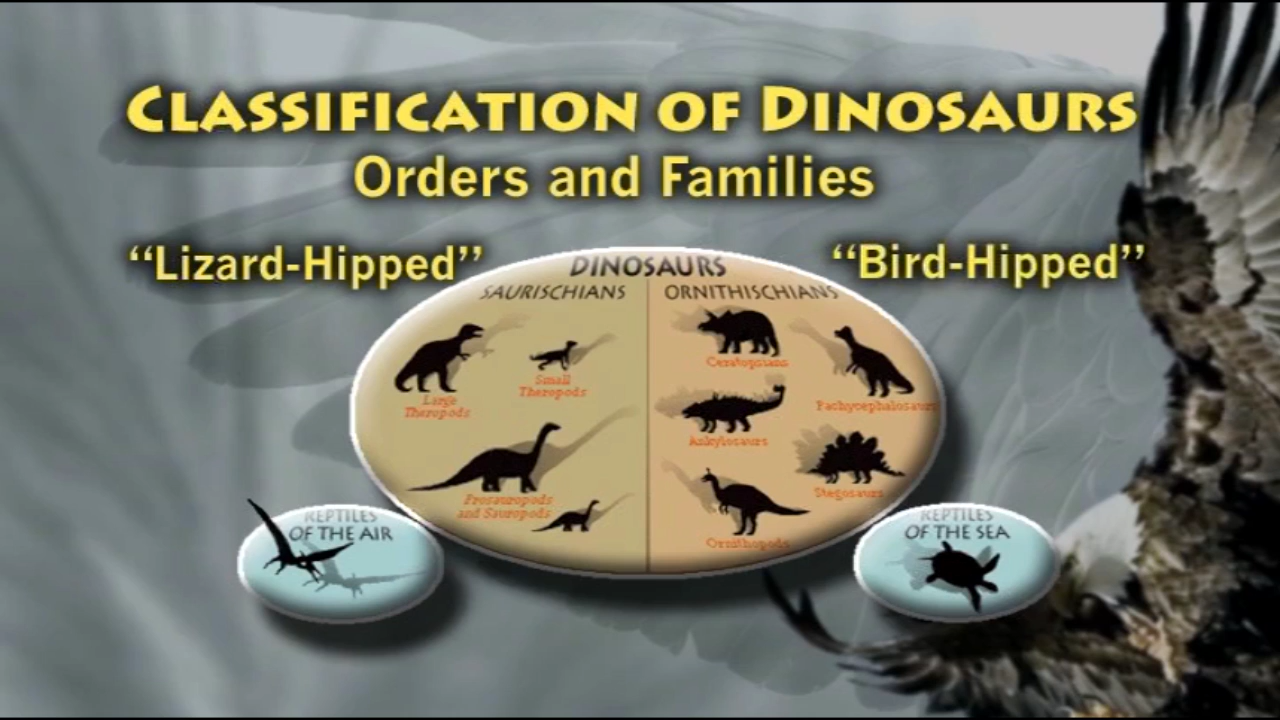 CLASSIFICATION OF DINOSAURS
Orders and Families
“Lizard-Hipped”
“Bird-Hipped”
DINOSAURS
SAURISCHIANS
ORNITHISCHIANS
Large
Theropods
Small
Theropods
Prosauropods
and Sauropods
Ceratopsians
Pachycephalosaurs
Ankylosaurs
Stegosaurs
Ornithopods
REPTILES
OF THE AIR
REPTILES
OF THE SEA